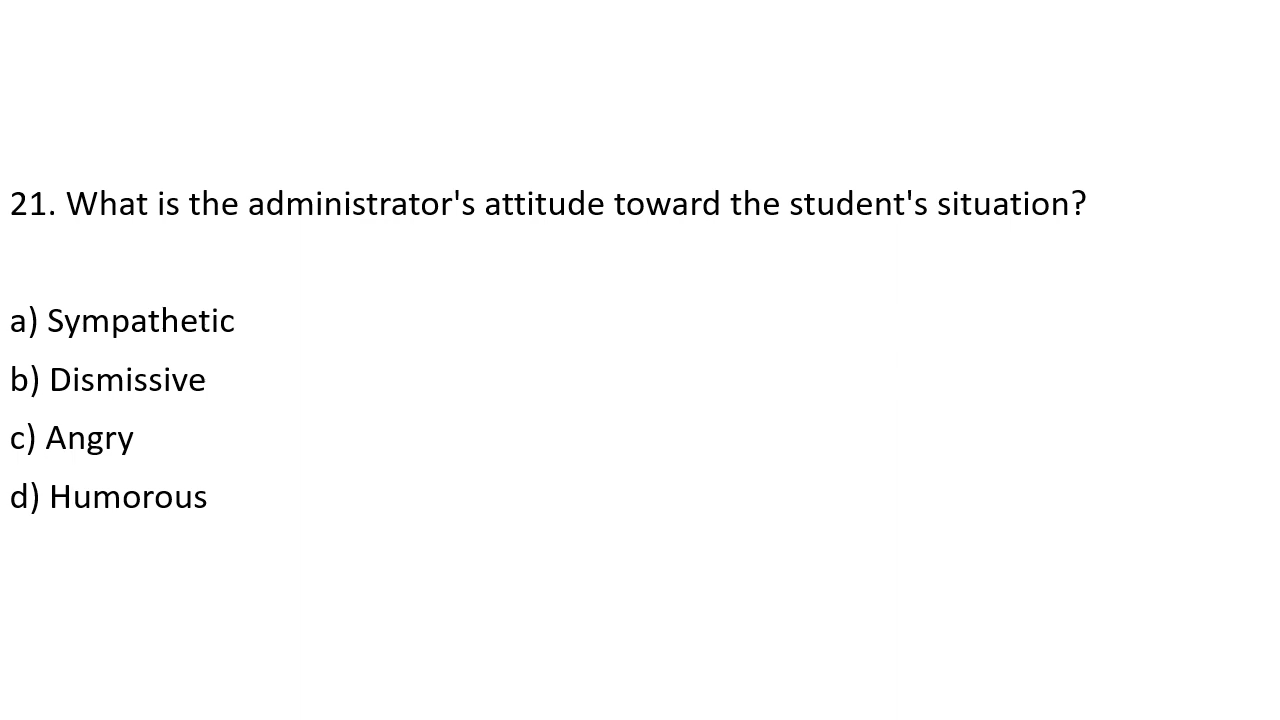 21. What is the administrator's attitude toward the student's situation?
a) Sympathetic
b) Dismissive
c) Angry
d) Humorous